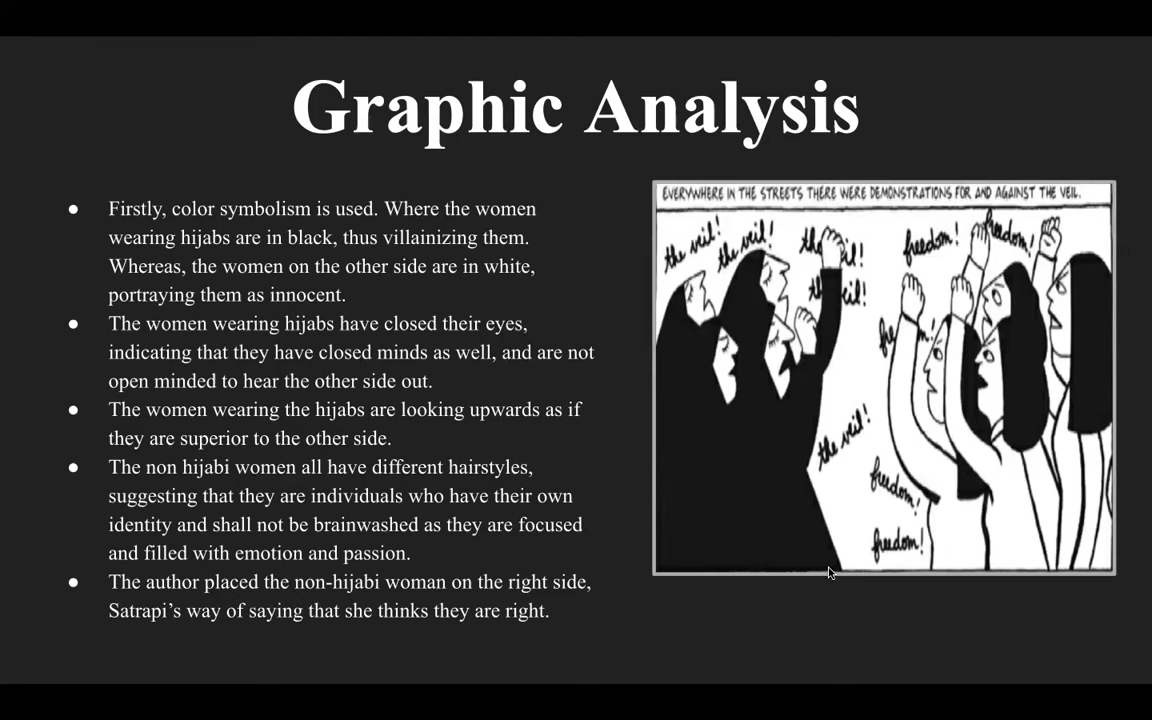 Graphic Analysis
● Firstly, color symbolism is used. Where the women
wearing hijabs are in black, thus villainizing them.
Whereas, the women on the other side are in white,
portraying them as innocent.
● The women wearing hijabs have closed their eyes,
indicating that they have closed minds as well, and are not
open minded to hear the other side out.
● The women wearing the hijabs are looking upwards as if
they are superior to the other side.
● The non hijabi women all have different hairstyles,
suggesting that they are individuals who have their own
identity and shall not be brainwashed as they are focused
and filled with emotion and passion.
● The author placed the non-hijabi woman on the right side,
Satrapi’s way of saying that she thinks they are right.
EVERYWHERE IN THE STREETS THERE WERE DEMONSTRATIONS FOR AND AGAINST THE VEIL.
the veil!
the veil!
the
freedom!
freedom!
the veil!
freedom!
freedom!